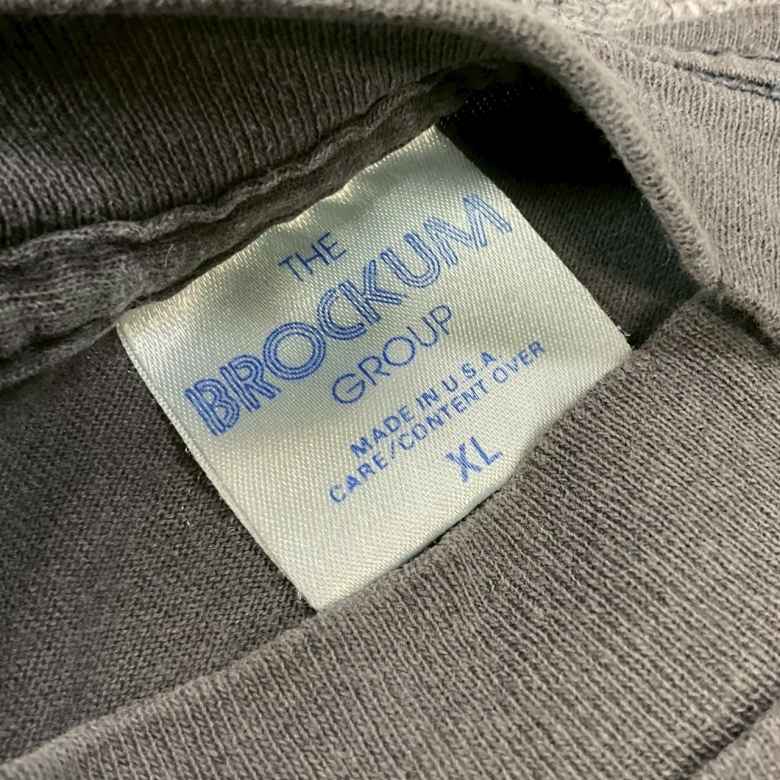 THE
BROCKUM
GROUP
MADE IN U.S.A
CARE/CONTENT OVER
XL